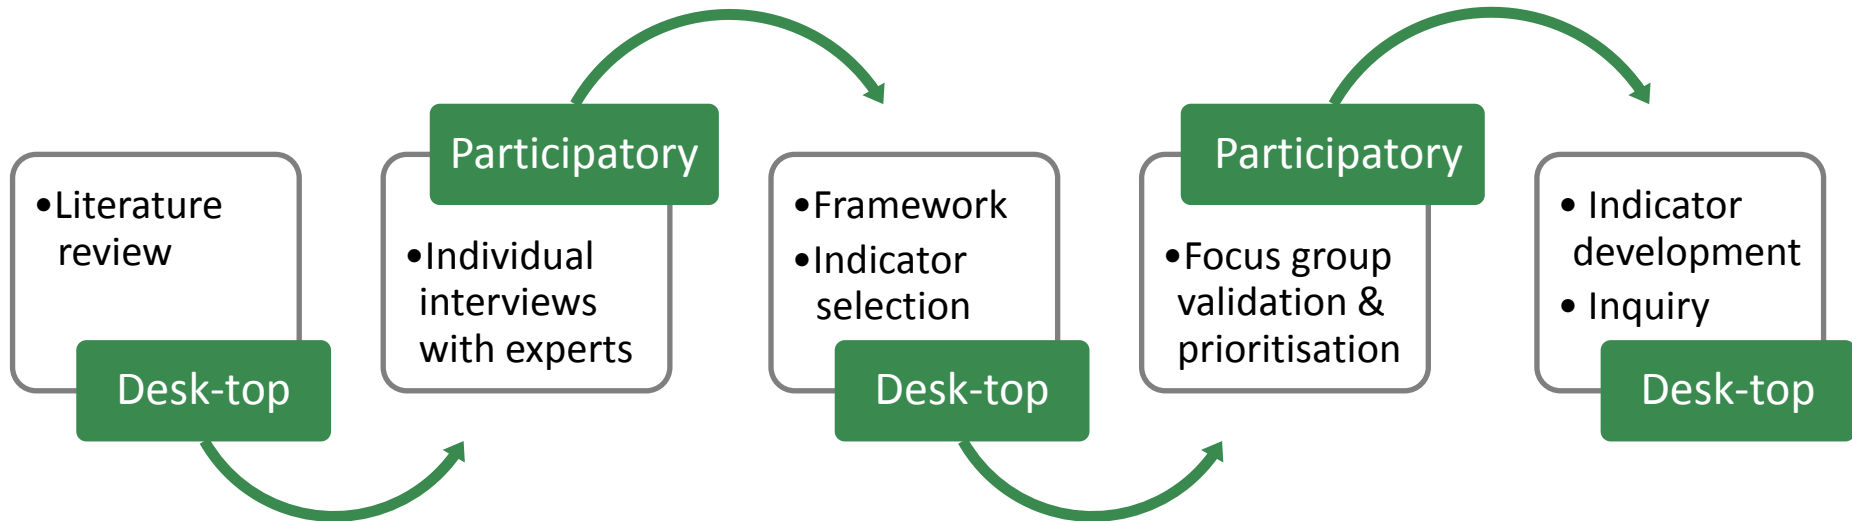 •Literature
review
Desk-top
Participatory
•Individual
interviews
with experts
•Framework
•Indicator
selection
Desk-top
Participatory
•Focus group
validation &
prioritisation
• Indicator
development
• Inquiry
Desk-top